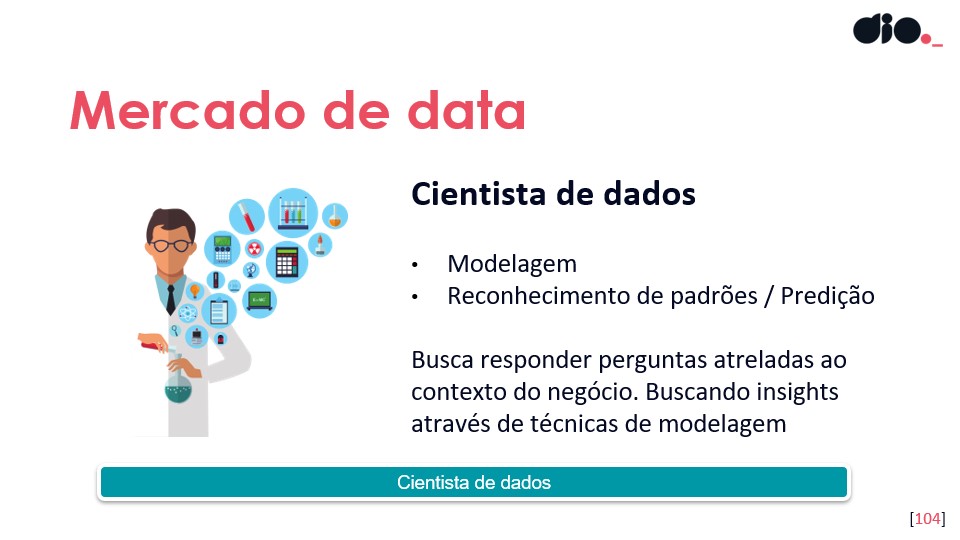 dio._
Mercado de data
Cientista de dados
• Modelagem
• Reconhecimento de padrões / Predição
Busca responder perguntas atreladas ao
contexto do negócio. Buscando insights
através de técnicas de modelagem
Cientista de dados
[104]